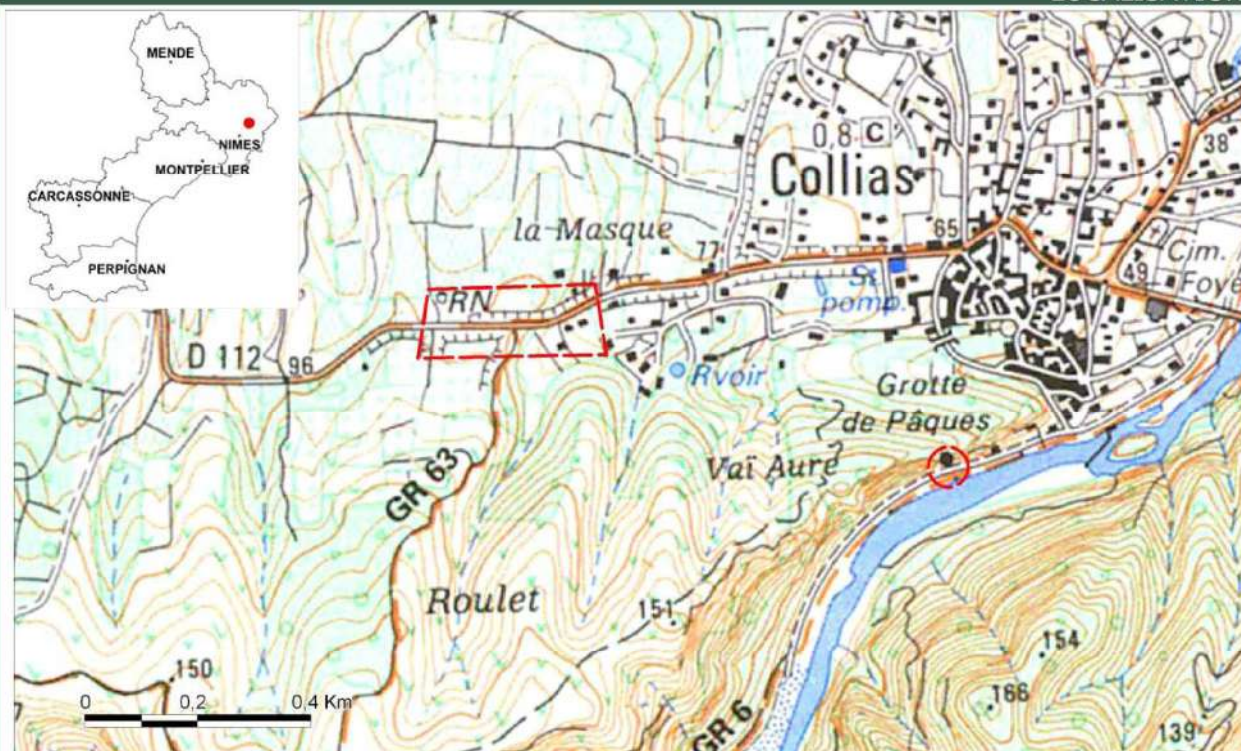 MENDE
NIMES
MONTPELLIER
CARCASSONNE
PERPIGNAN
0,8 C
38
Collias
la Masque
77
65
Cim.
Foye
49
St
pomp.
RN
D 112
96
Rvoir
Grotte
de Pâques
Vaï Aure
GR 63
Roulet
151
154
150
166
139
GR 6
0 0,2 0,4 Km